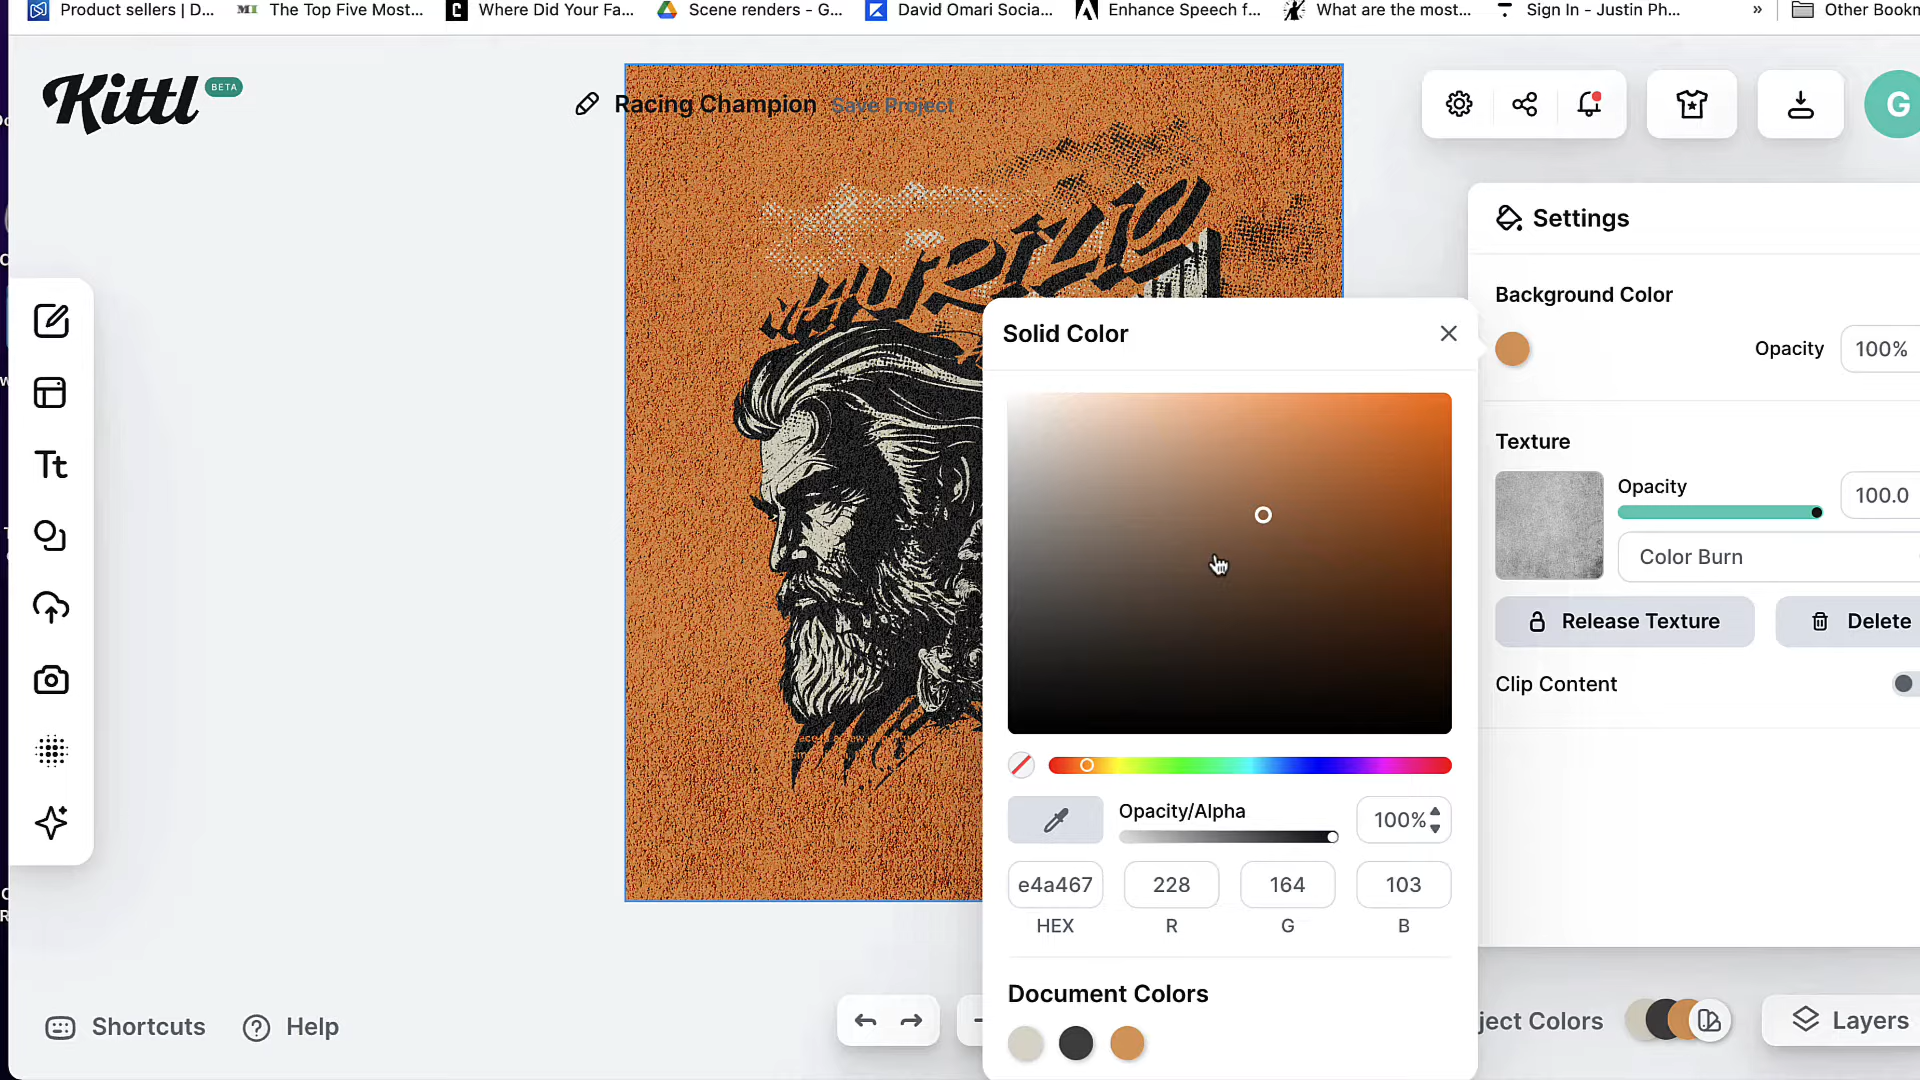 Product sellers | D...
MI The Top Five Most...
Where Did Your Fa...
Scene renders - G...
David Omari Socia...
Enhance Speech f...
What are the most...
Sign In - Justin Ph...
»
Other Bookm
Kittl BETA
Racing Champion Save Project
G
Settings
Background Color
Opacity 100%
Texture
Opacity 100.0
Color Burn
Release Texture
Delete
Clip Content
Solid Color
Tt
Opacity/Alpha
100%
e4a467 228 164 103
HEX R G B
Document Colors
Shortcuts
Help
ject Colors
Layers